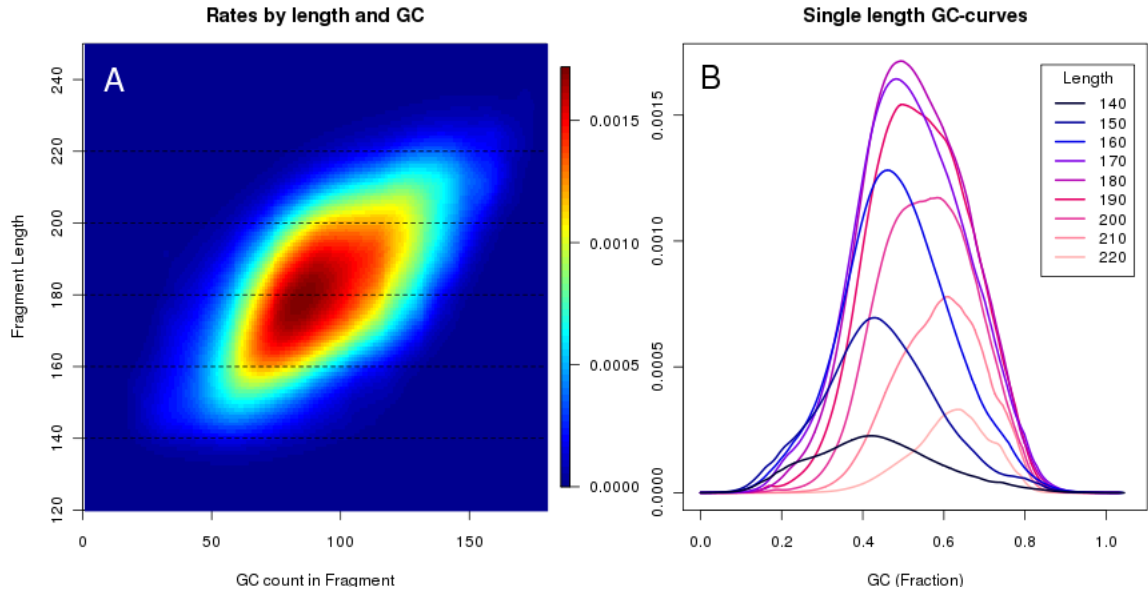 Rates by length and GC
A
Fragment Length
240
220
200
180
160
140
120
0 50 100 150
GC count in Fragment
0.0015
0.0010
0.0005
0.0000
Single length GC-curves
B
0.0015
0.0010
0.0005
0.0000
Length
140
150
160
170
180
190
200
210
220
0.0 0.2 0.4 0.6 0.8 1.0
GC (Fraction)